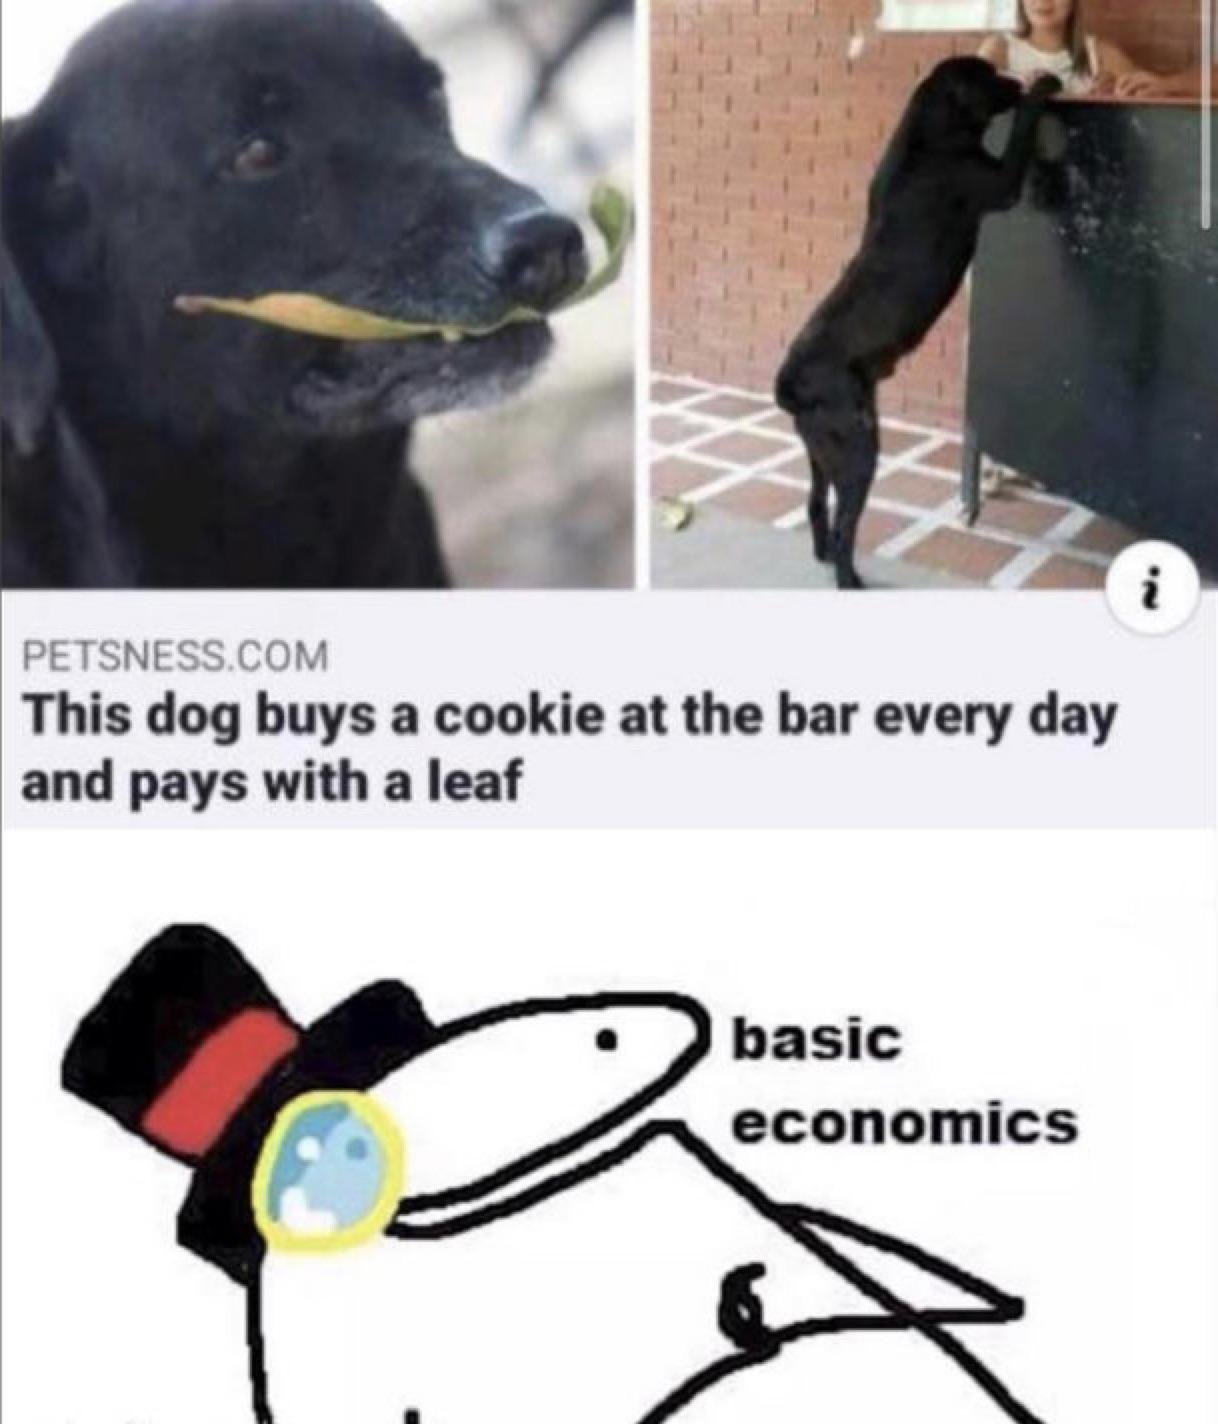 PETSNESS.COM
This dog buys a cookie at the bar every day
and pays with a leaf
basic
economics